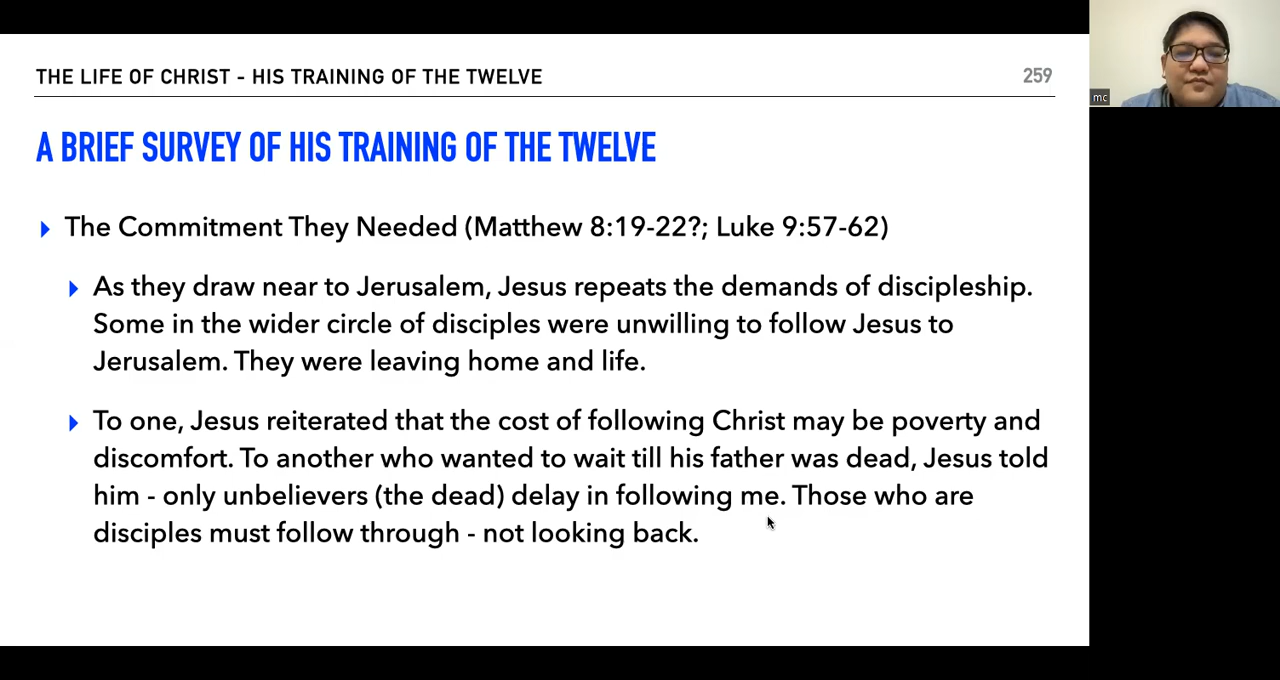 THE LIFE OF CHRIST - HIS TRAINING OF THE TWELVE 259
mc
A BRIEF SURVEY OF HIS TRAINING OF THE TWELVE
The Commitment They Needed (Matthew 8:19-22?; Luke 9:57-62)
As they draw near to Jerusalem, Jesus repeats the demands of discipleship.
Some in the wider circle of disciples were unwilling to follow Jesus to
Jerusalem. They were leaving home and life.
To one, Jesus reiterated that the cost of following Christ may be poverty and
discomfort. To another who wanted to wait till his father was dead, Jesus told
him - only unbelievers (the dead) delay in following me. Those who are
disciples must follow through - not looking back.